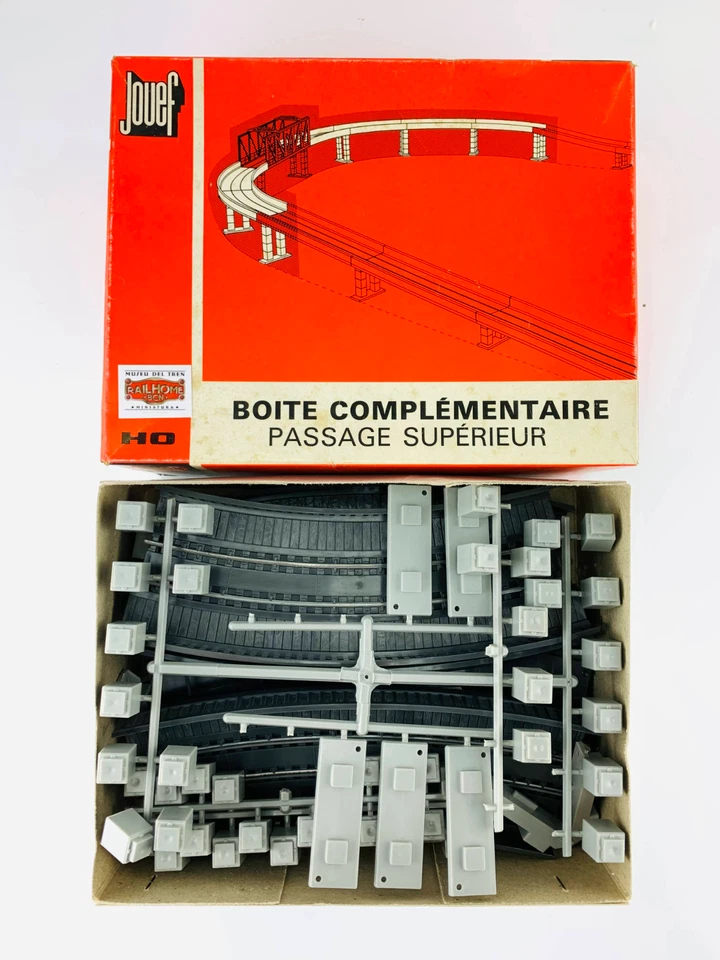 Jouef
MUSEU DEL TREN
RAILHOME
BCN
MINIATURA
HO
BOITE COMPLÉMENTAIRE
PASSAGE SUPÉRIEUR